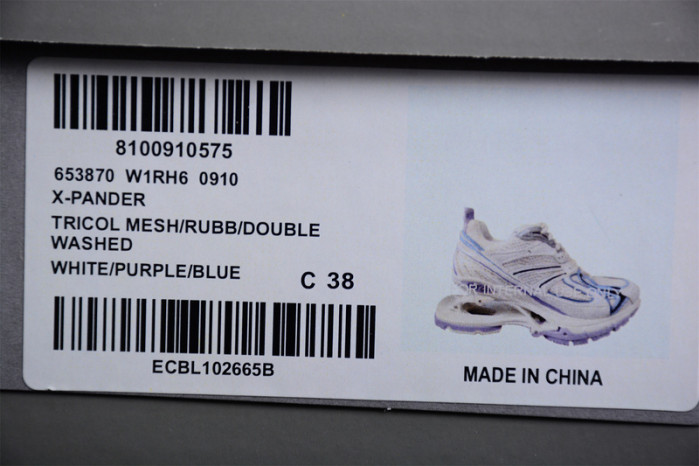 8100910575
653870 W1RH6 0910
X-PANDER
TRICOL MESH/RUBB/DOUBLE
WASHED
WHITE/PURPLE/BLUE
C 38
ECBL102665B
MADE IN CHINA